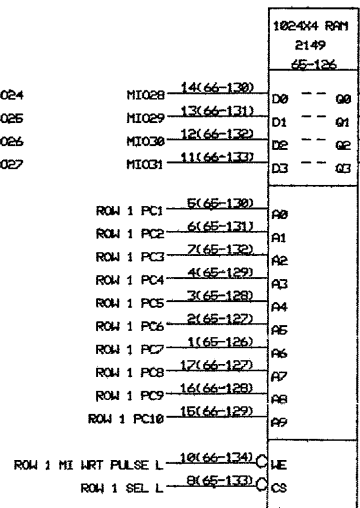 1024X4 RAM
2149
65-126
O24 MIO28 14(66-130) D0 -- Q0
O25 MIO29 13(66-131) D1 -- Q1
O26 MIO30 12(66-132) D2 -- Q2
O27 MIO31 11(66-133) D3 -- Q3
ROW 1 PC1 5(65-130) A0
ROW 1 PC2 6(65-131) A1
ROW 1 PC3 7(65-132) A2
ROW 1 PC4 4(65-129) A3
ROW 1 PC5 3(65-128) A4
ROW 1 PC6 2(65-127) A5
ROW 1 PC7 1(65-126) A6
ROW 1 PC8 17(66-127) A7
ROW 1 PC9 16(66-128) A8
ROW 1 PC10 15(66-129) A9
ROW 1 MI WRT PULSE L 10(66-134) WE
ROW 1 SEL L 8(65-133) CS